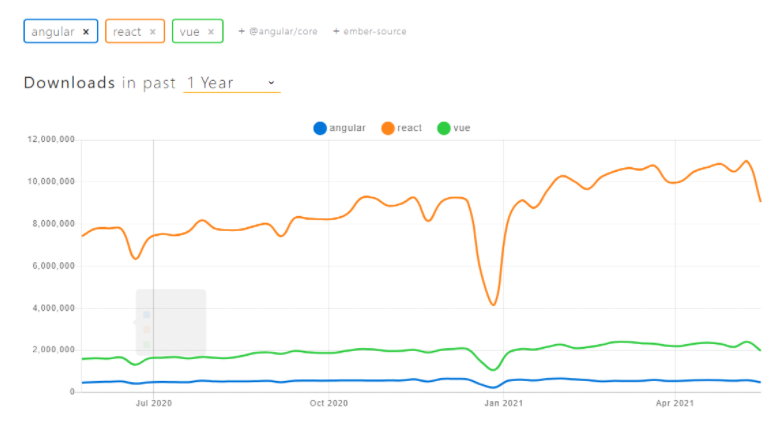 angular × react × vue × + @angular/core + ember-source
Downloads in past 1 Year
angular react vue
12,000,000
10,000,000
8,000,000
6,000,000
4,000,000
2,000,000
0
Jul 2020 Oct 2020 Jan 2021 Apr 2021